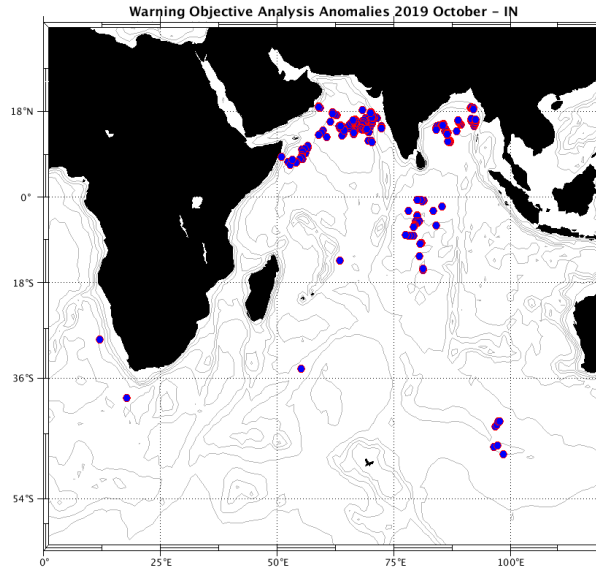 Warning Objective Analysis Anomalies 2019 October – IN
18°N
0°
18°S
36°S
54°S
0°
25°E
50°E
75°E
100°E